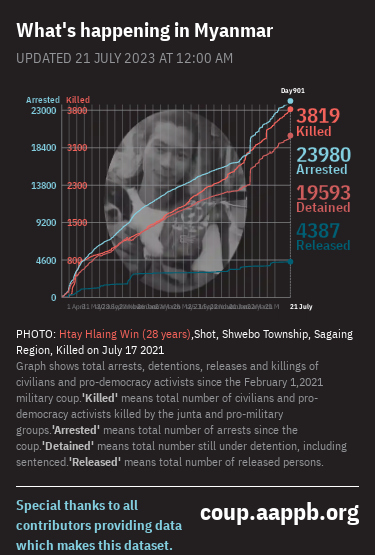 What's happening in Myanmar
UPDATED 21 JULY 2023 AT 12:00 AM
Day901
Arrested Killed
23000 3800
18400 3100
13800 2300
9200 1500
4600 800
0
3819
Killed
23980
Arrested
19593
Detained
4387
Released
21July
PHOTO: Htay Hlaing Win (28 years),Shot, Shwebo Township, Sagaing
Region, Killed on July 17 2021
Graph shows total arrests, detentions, releases and killings of
civilians and pro-democracy activists since the February 1,2021
military coup.'Killed' means total number of civilians and pro-
democracy activists killed by the junta and pro-military
groups.'Arrested' means total number of arrests since the
coup.'Detained' means total number still under detention, including
sentenced.'Released' means total number of released persons.
Special thanks to all
contributors providing data
which makes this dataset.
coup.aappb.org